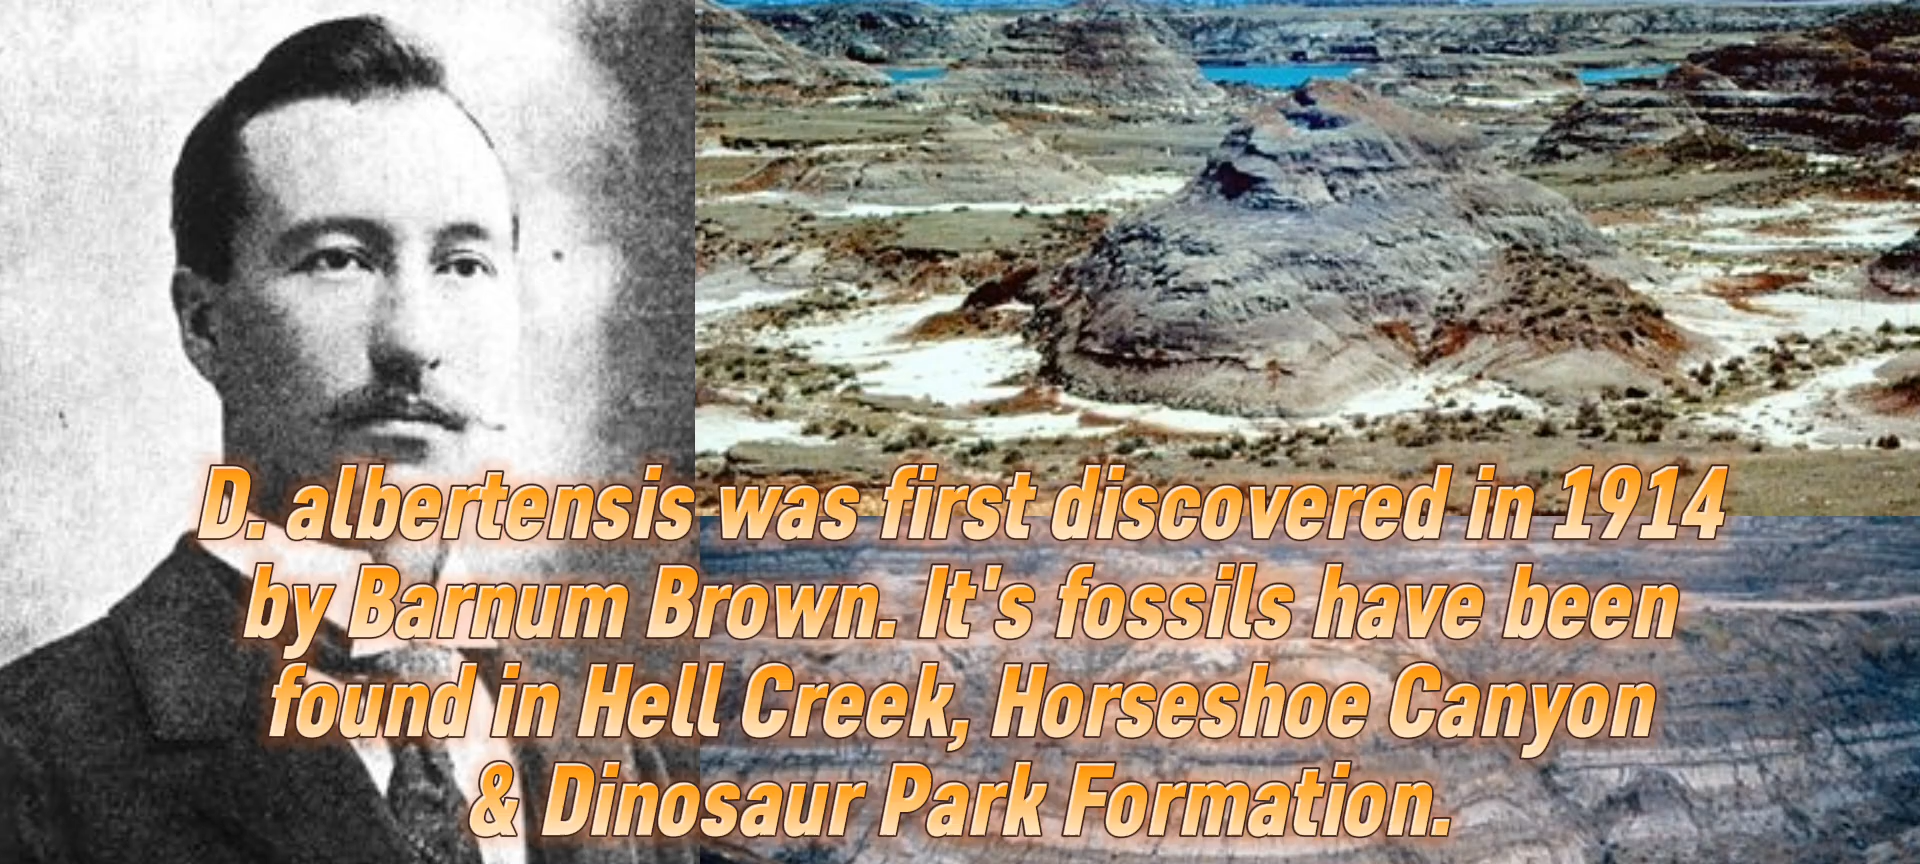 D. albertensis was first discovered in 1914
by Barnum Brown. It's fossils have been
found in Hell Creek, Horseshoe Canyon
& Dinosaur Park Formation.